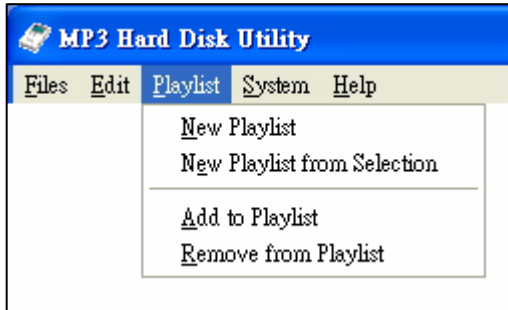 MP3 Hard Disk Utility
Files Edit Playlist System Help
New Playlist
New Playlist from Selection
Add to Playlist
Remove from Playlist